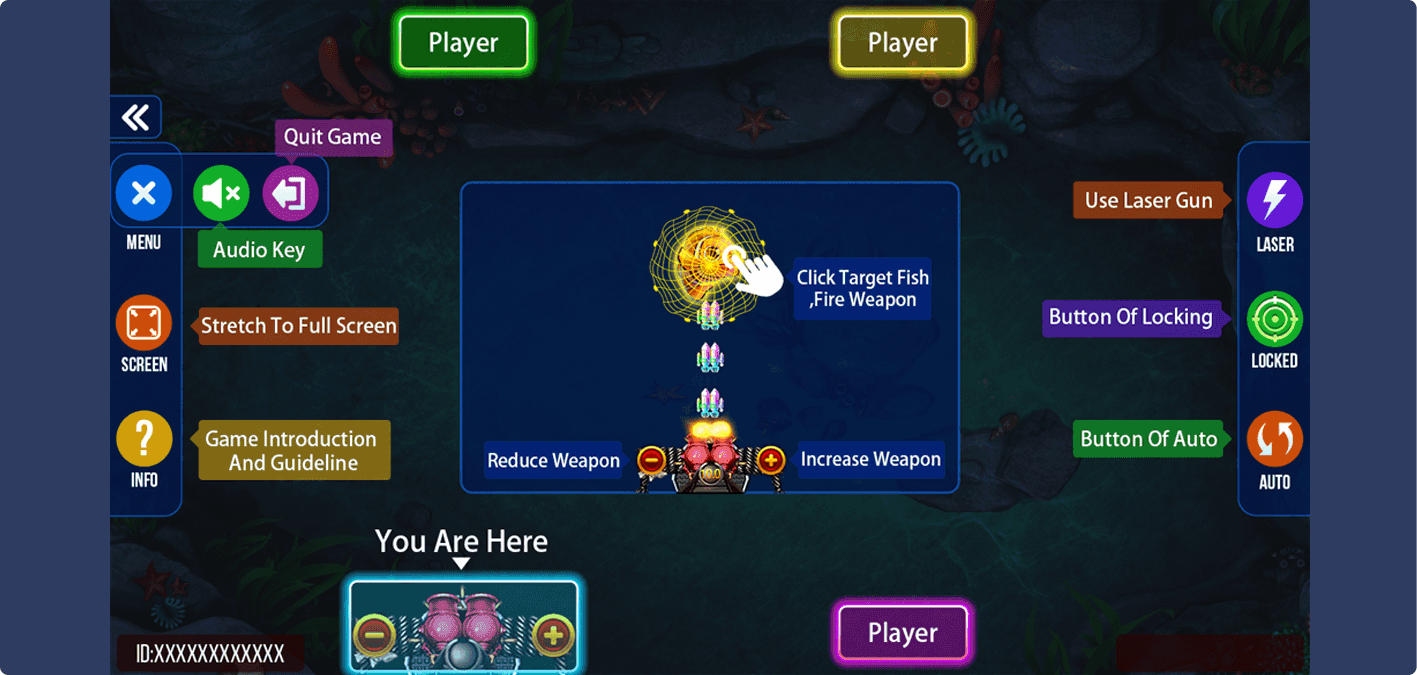 Player
Player
Quit Game
MENU
Audio Key
Use Laser Gun
LASER
Click Target Fish
,Fire Weapon
Stretch To Full Screen
SCREEN
Button Of Locking
LOCKED
Game Introduction
And Guideline
INFO
Button Of Auto
AUTO
Reduce Weapon
Increase Weapon
You Are Here
Player
ID:XXXXXXXXXXXX